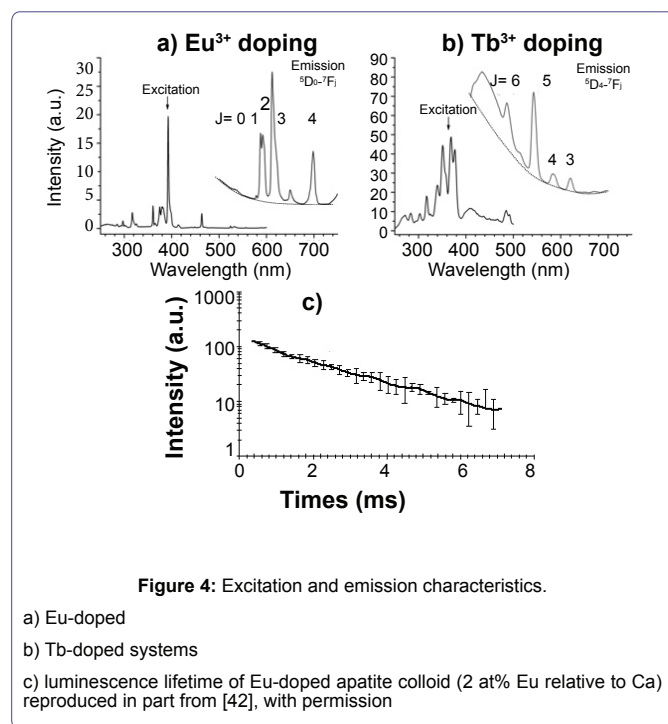 a) Eu³⁺ doping
Emission
⁵D₀-⁷Fⱼ
Excitation
J= 0 1 2 3 4
Intensity (a.u.)
35
30
25
20
15
10
5
0
300 400 500 600 700
Wavelength (nm)
b) Tb³⁺ doping
Emission
⁵D₄-⁷Fⱼ
Excitation
J= 6 5 4 3
90
80
70
60
50
40
30
20
10
0
300 400 500 600 700
Wavelength (nm)
c)
Intensity (a.u.)
1000
100
10
1
0 2 4 6 8
Times (ms)
Figure 4: Excitation and emission characteristics.
a) Eu-doped
b) Tb-doped systems
c) luminescence lifetime of Eu-doped apatite colloid (2 at% Eu relative to Ca)
reproduced in part from [42], with permission